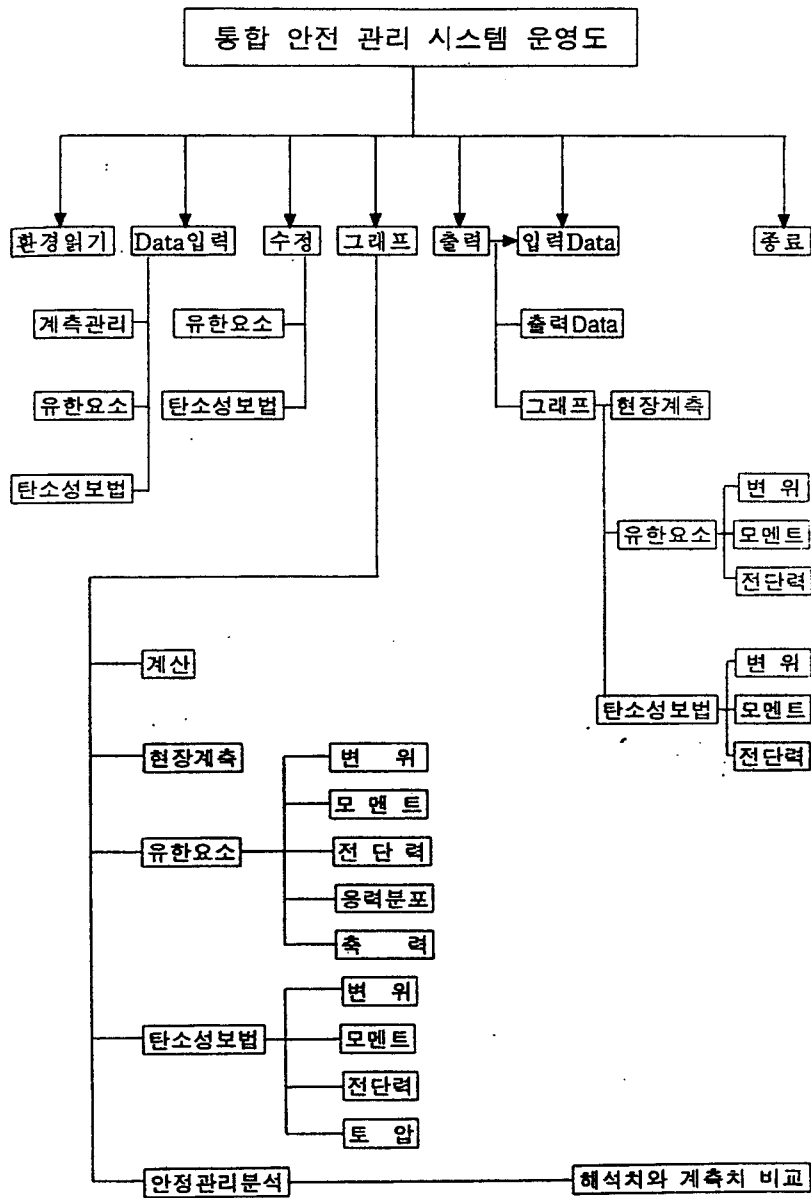 통합 안전 관리 시스템 운영도
환경읽기 Data입력 수정 그래프 출력 입력Data 종료
계측관리 유한요소 출력Data
유한요소 탄소성보법 그래프 현장계측
탄소성보법 변 위
유한요소 모멘트
전단력
계산 변 위
탄소성보법 모멘트
현장계측 변 위 전단력
모 멘 트
유한요소 전 단 력
응력분포
축 력
변 위
탄소성보법 모멘트
전단력
토 압
안정관리분석 해석치와 계측치 비교